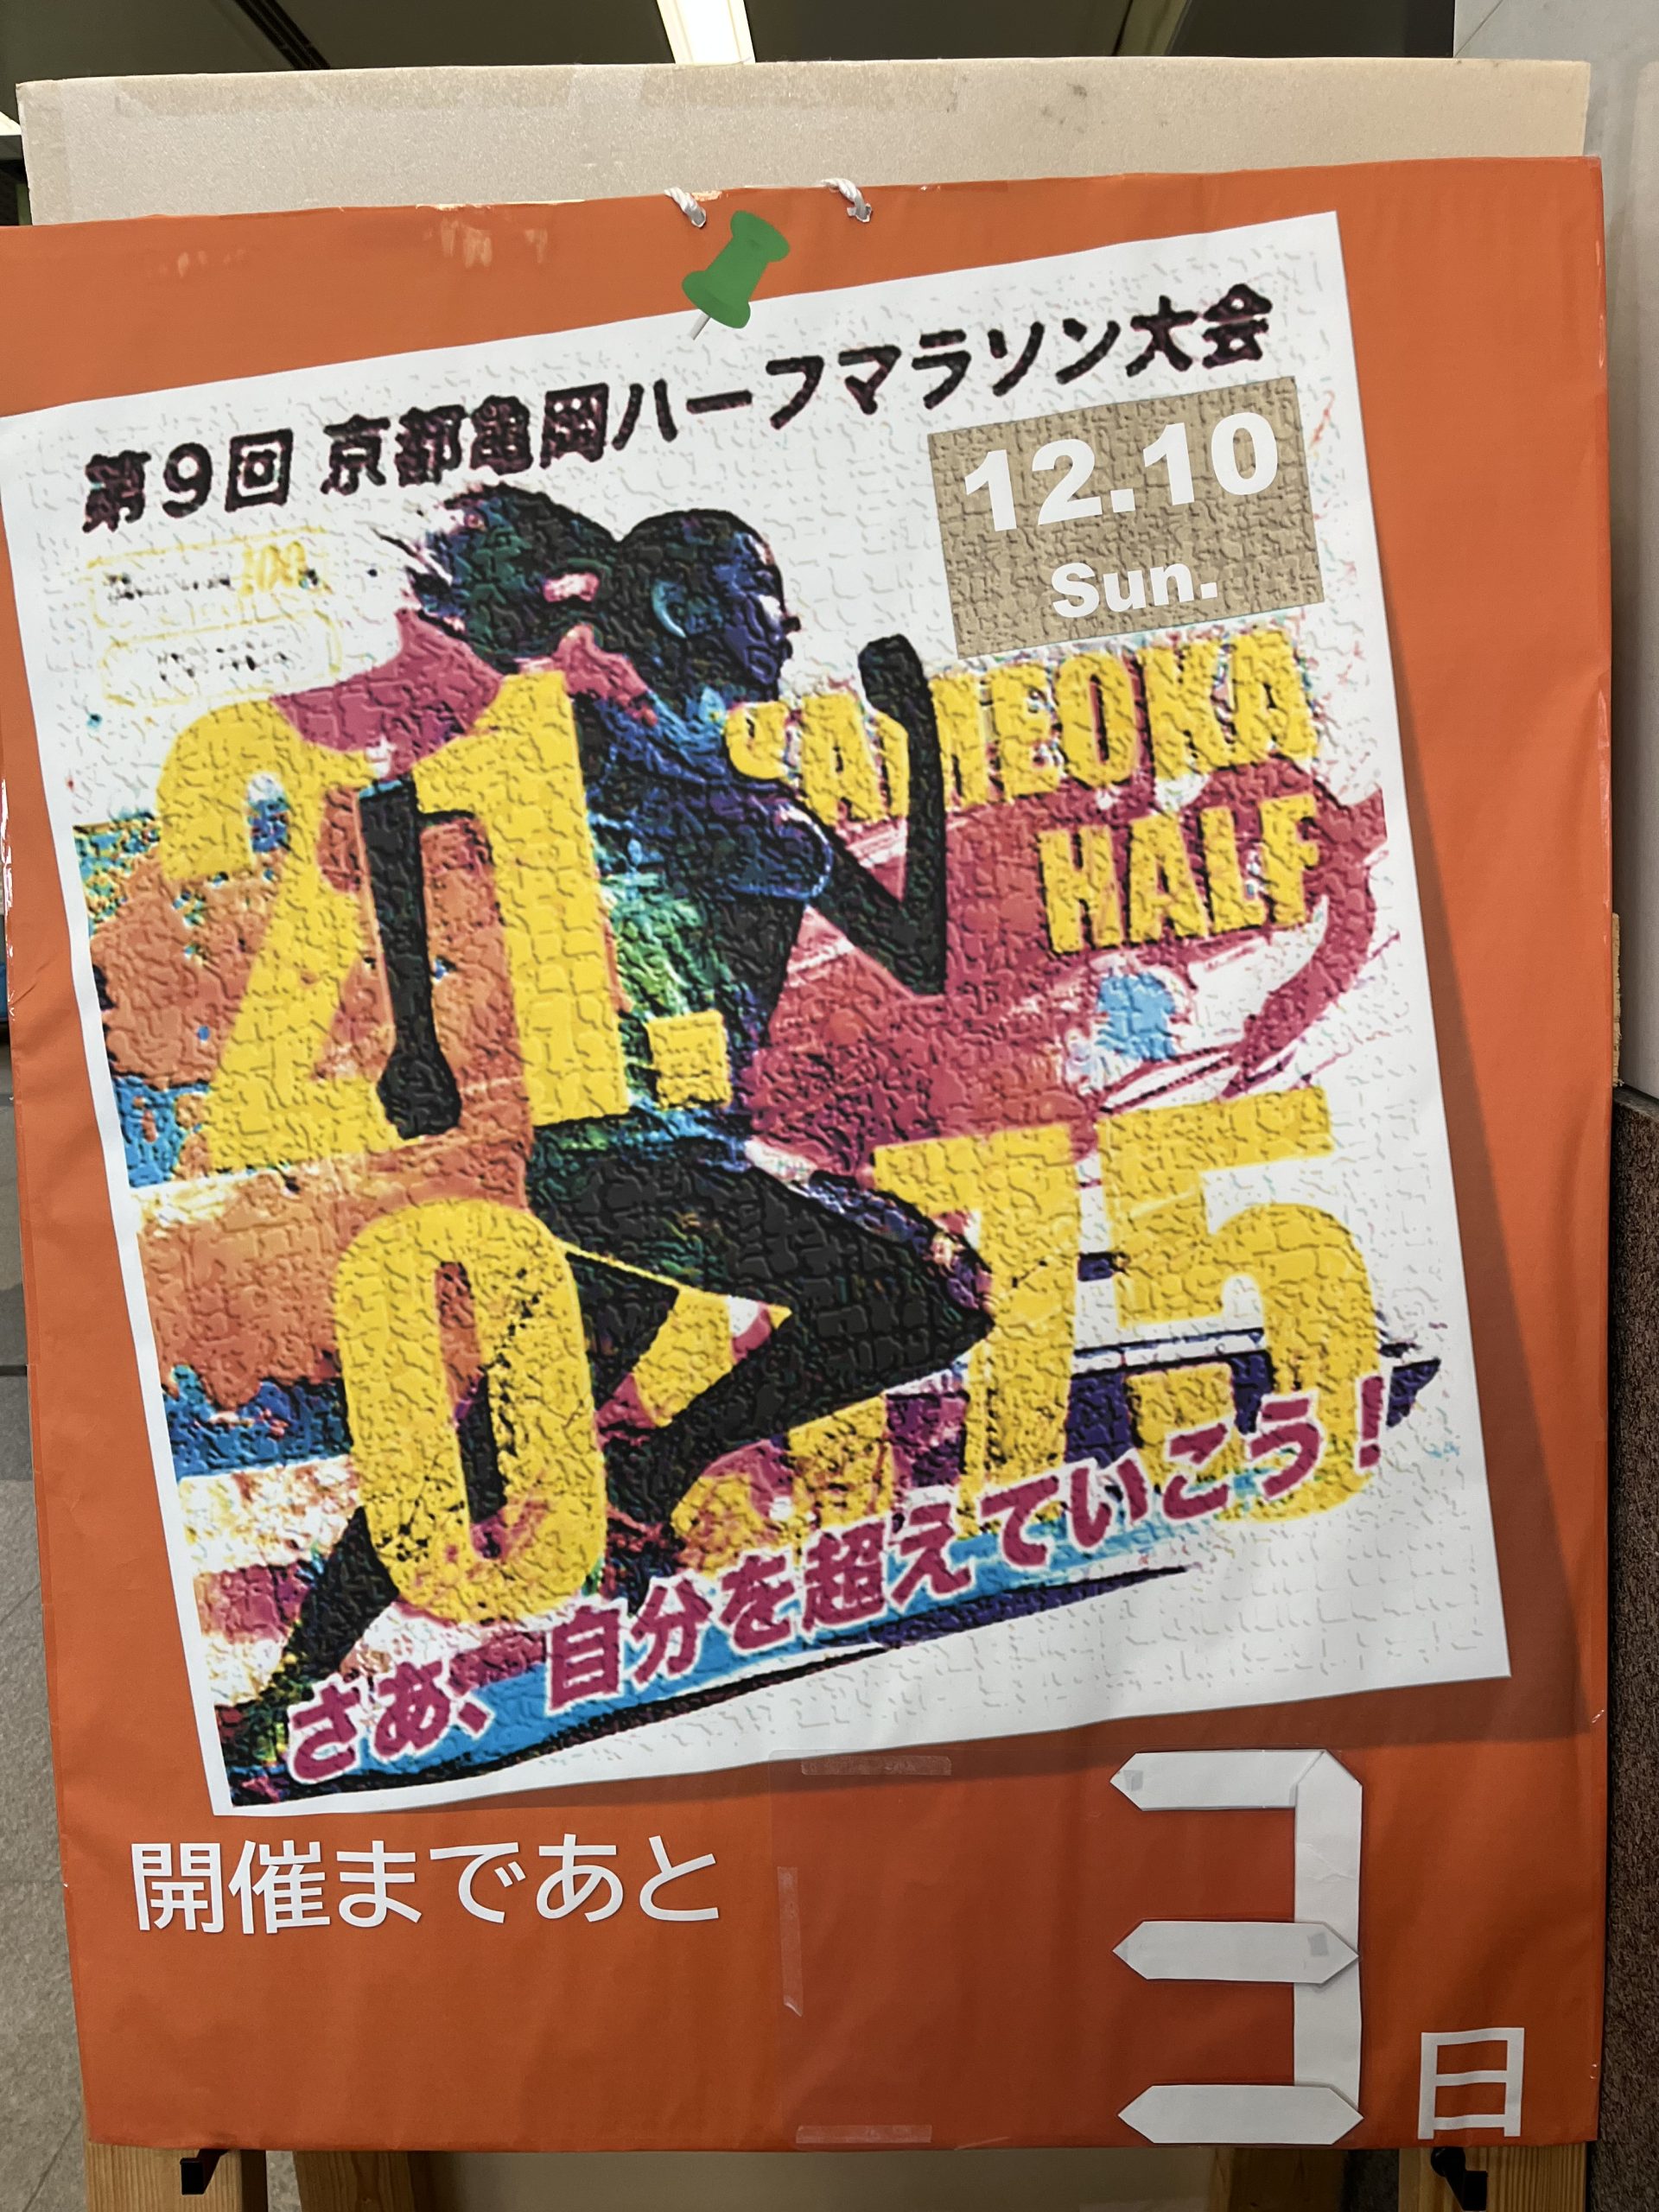 第9回 京都亀岡ハーフマラソン大会
12.10
Sun.
KAMEOKA
HALF
21.
0975
さあ、自分を超えていこう!
開催まであと
3日